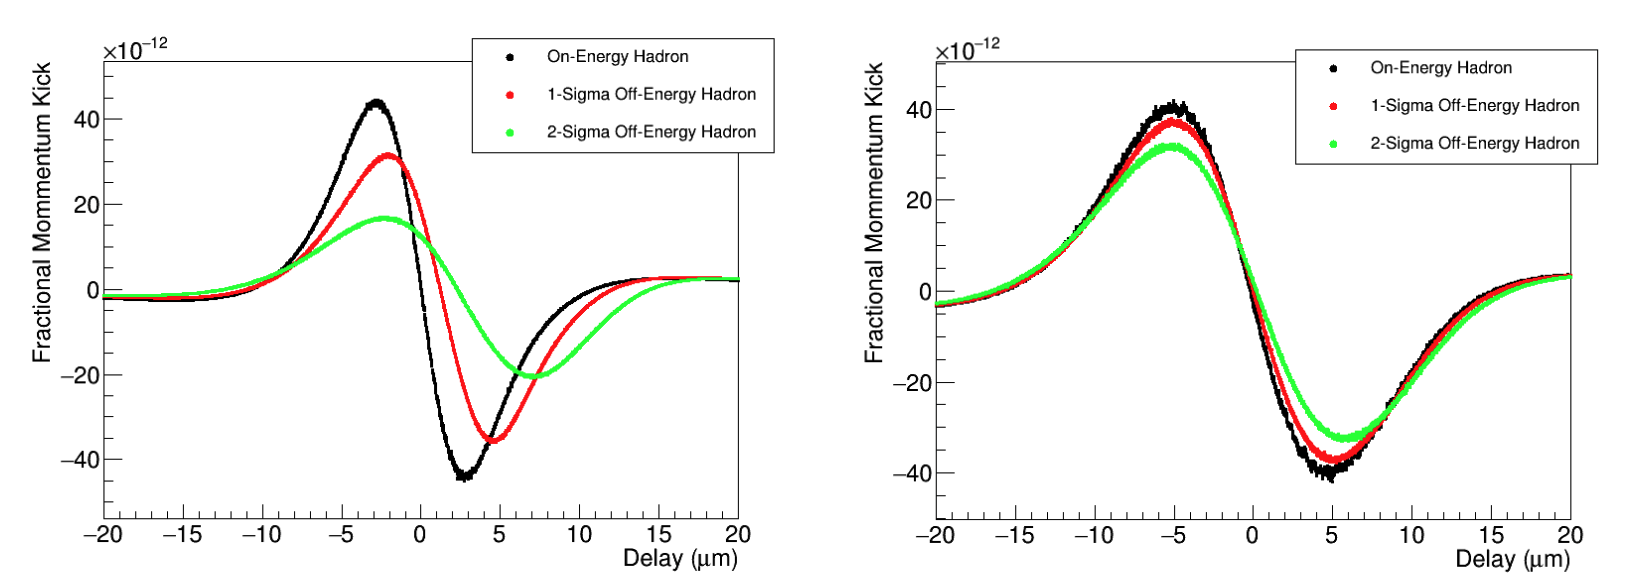 ×10⁻¹²
On-Energy Hadron
1-Sigma Off-Energy Hadron
2-Sigma Off-Energy Hadron
Fractional Mommentum Kick
40
20
0
−20
−40
−20 −15 −10 −5 0 5 10 15 20
Delay (μm)
×10⁻¹²
On-Energy Hadron
1-Sigma Off-Energy Hadron
2-Sigma Off-Energy Hadron
Fractional Mommentum Kick
40
20
0
−20
−40
−20 −15 −10 −5 0 5 10 15 20
Delay (μm)